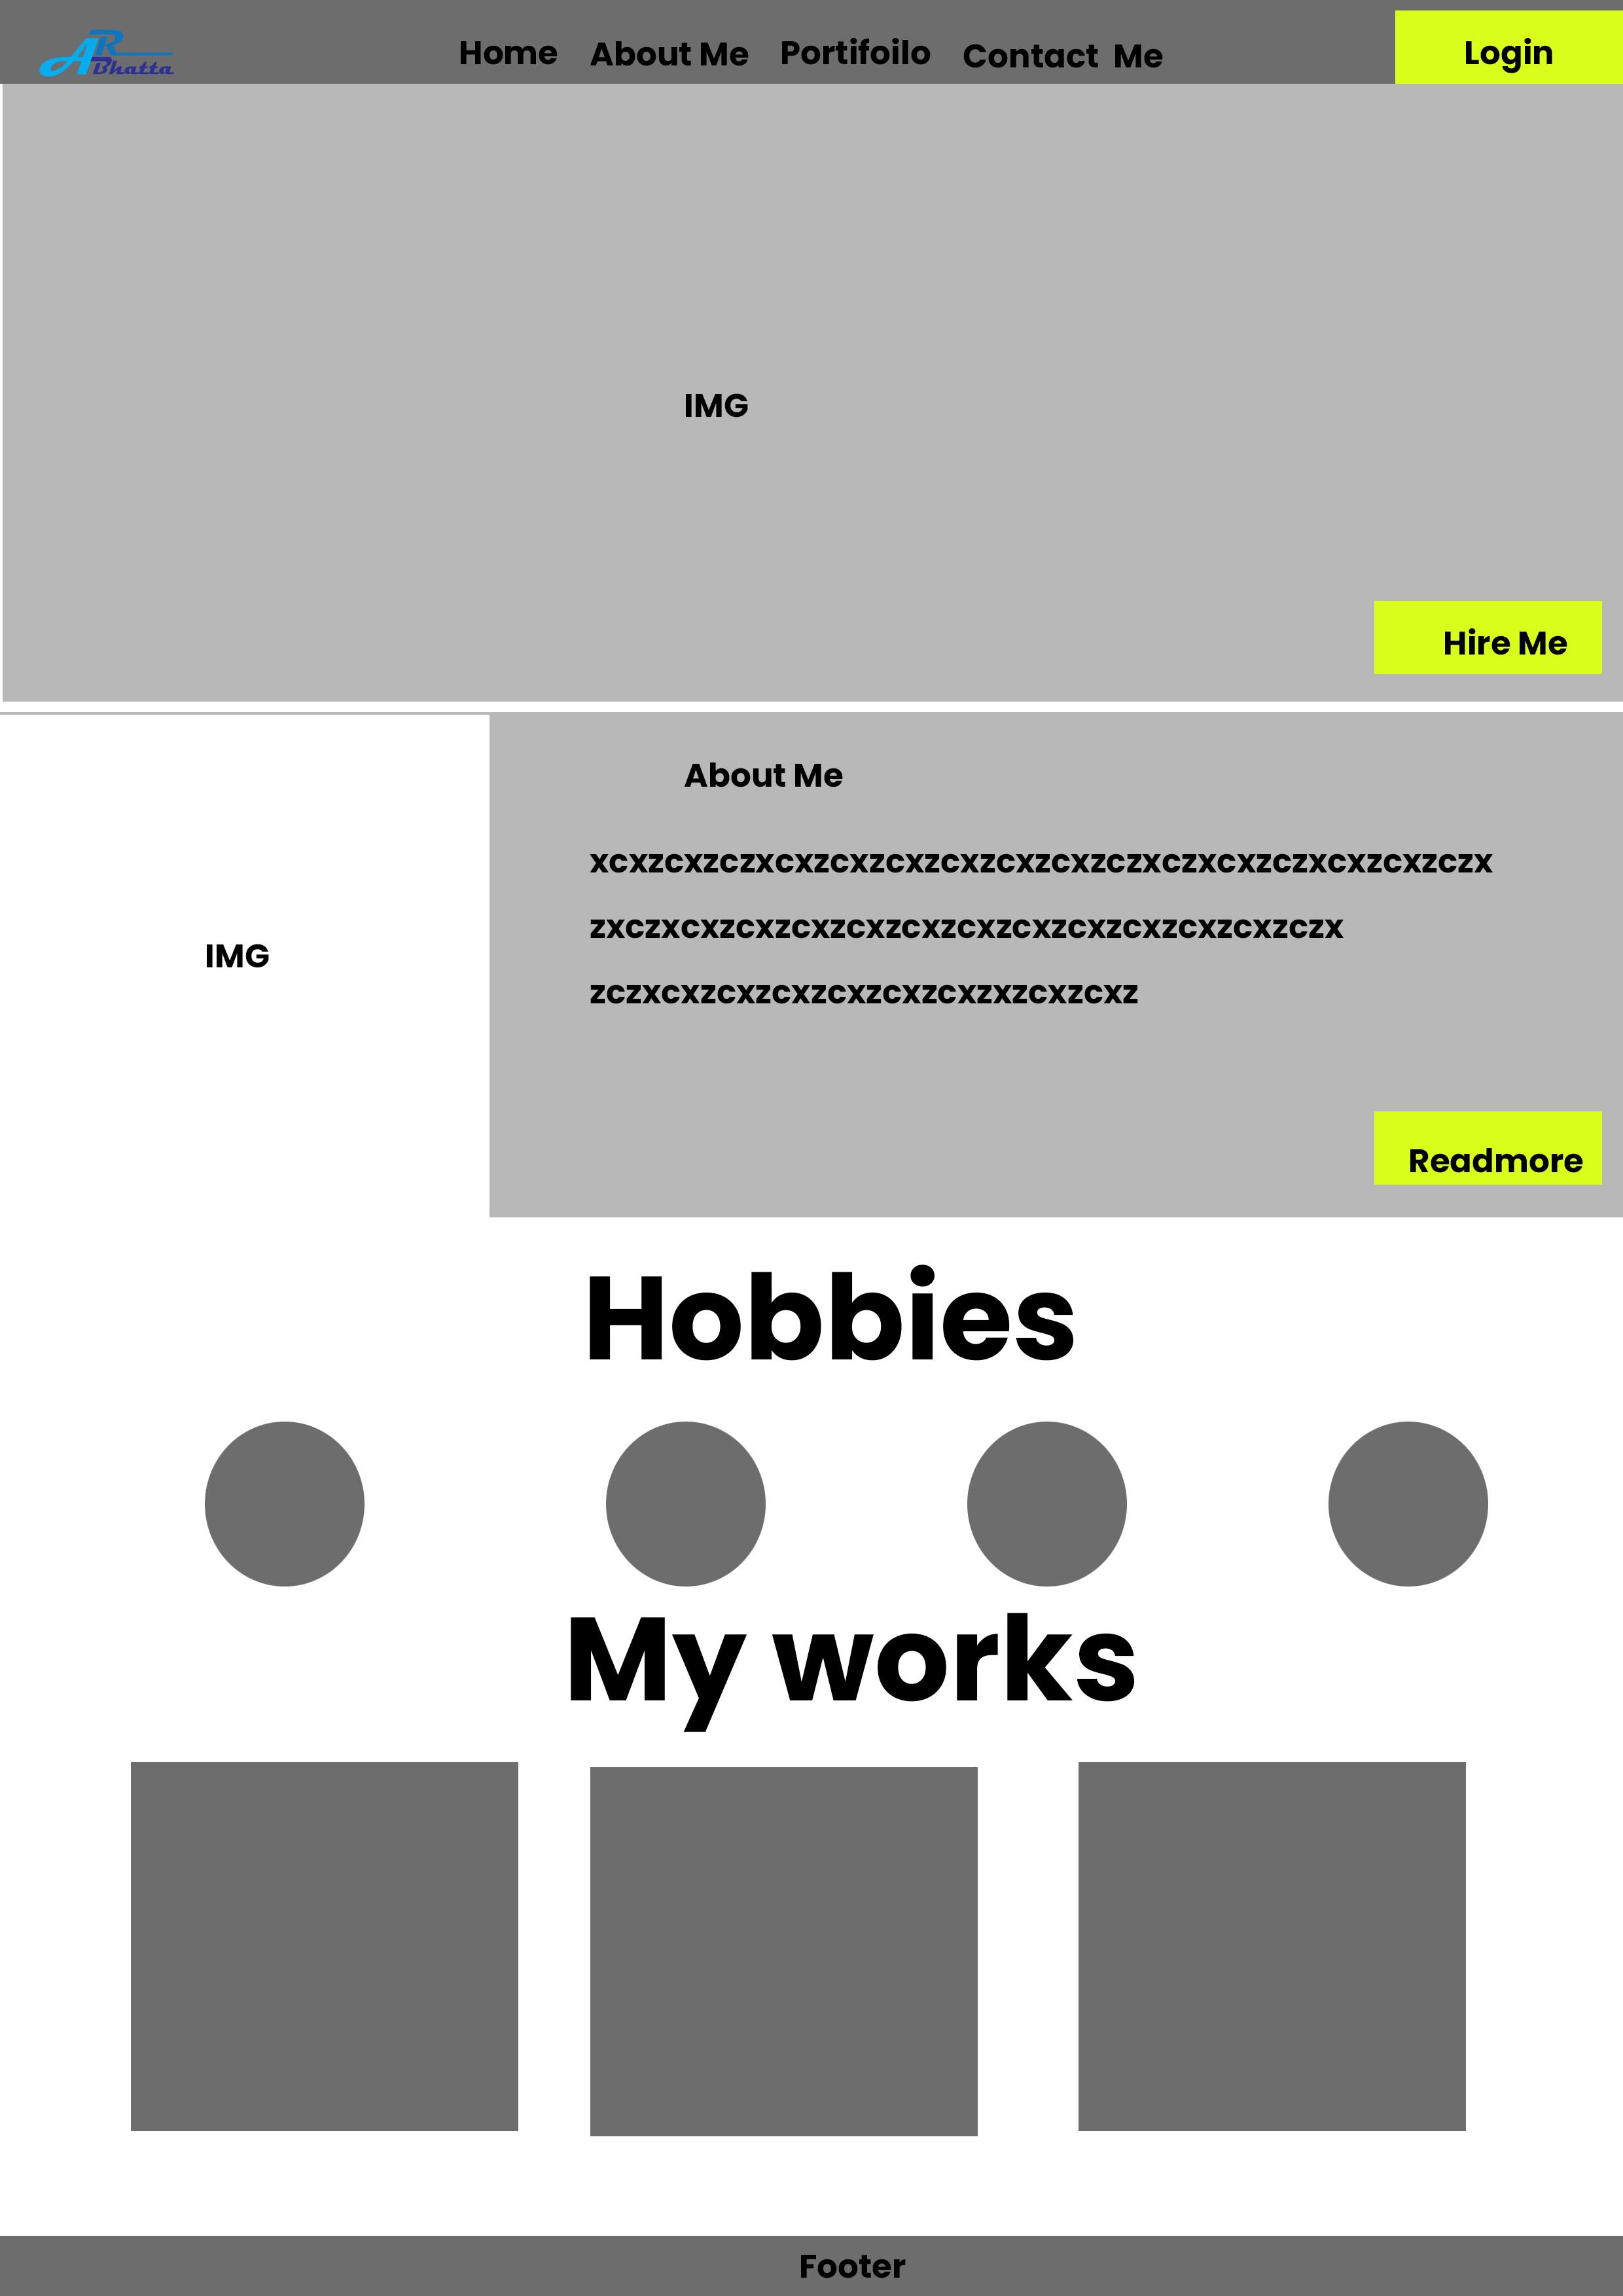 AR
Bhatta
Home About Me Portifoilo Contact Me Login
IMG
Hire Me
About Me
xcxzcxzczxcxzcxzcxzcxzcxzcxzczxczxcxzczxcxzcxzczx
zxczxcxzcxzcxzcxzcxzcxzcxzcxzcxzcxzcxzczx
zczxcxzcxzcxzcxzcxzcxzxzcxzcxz
IMG
Readmore
Hobbies
My works
Footer